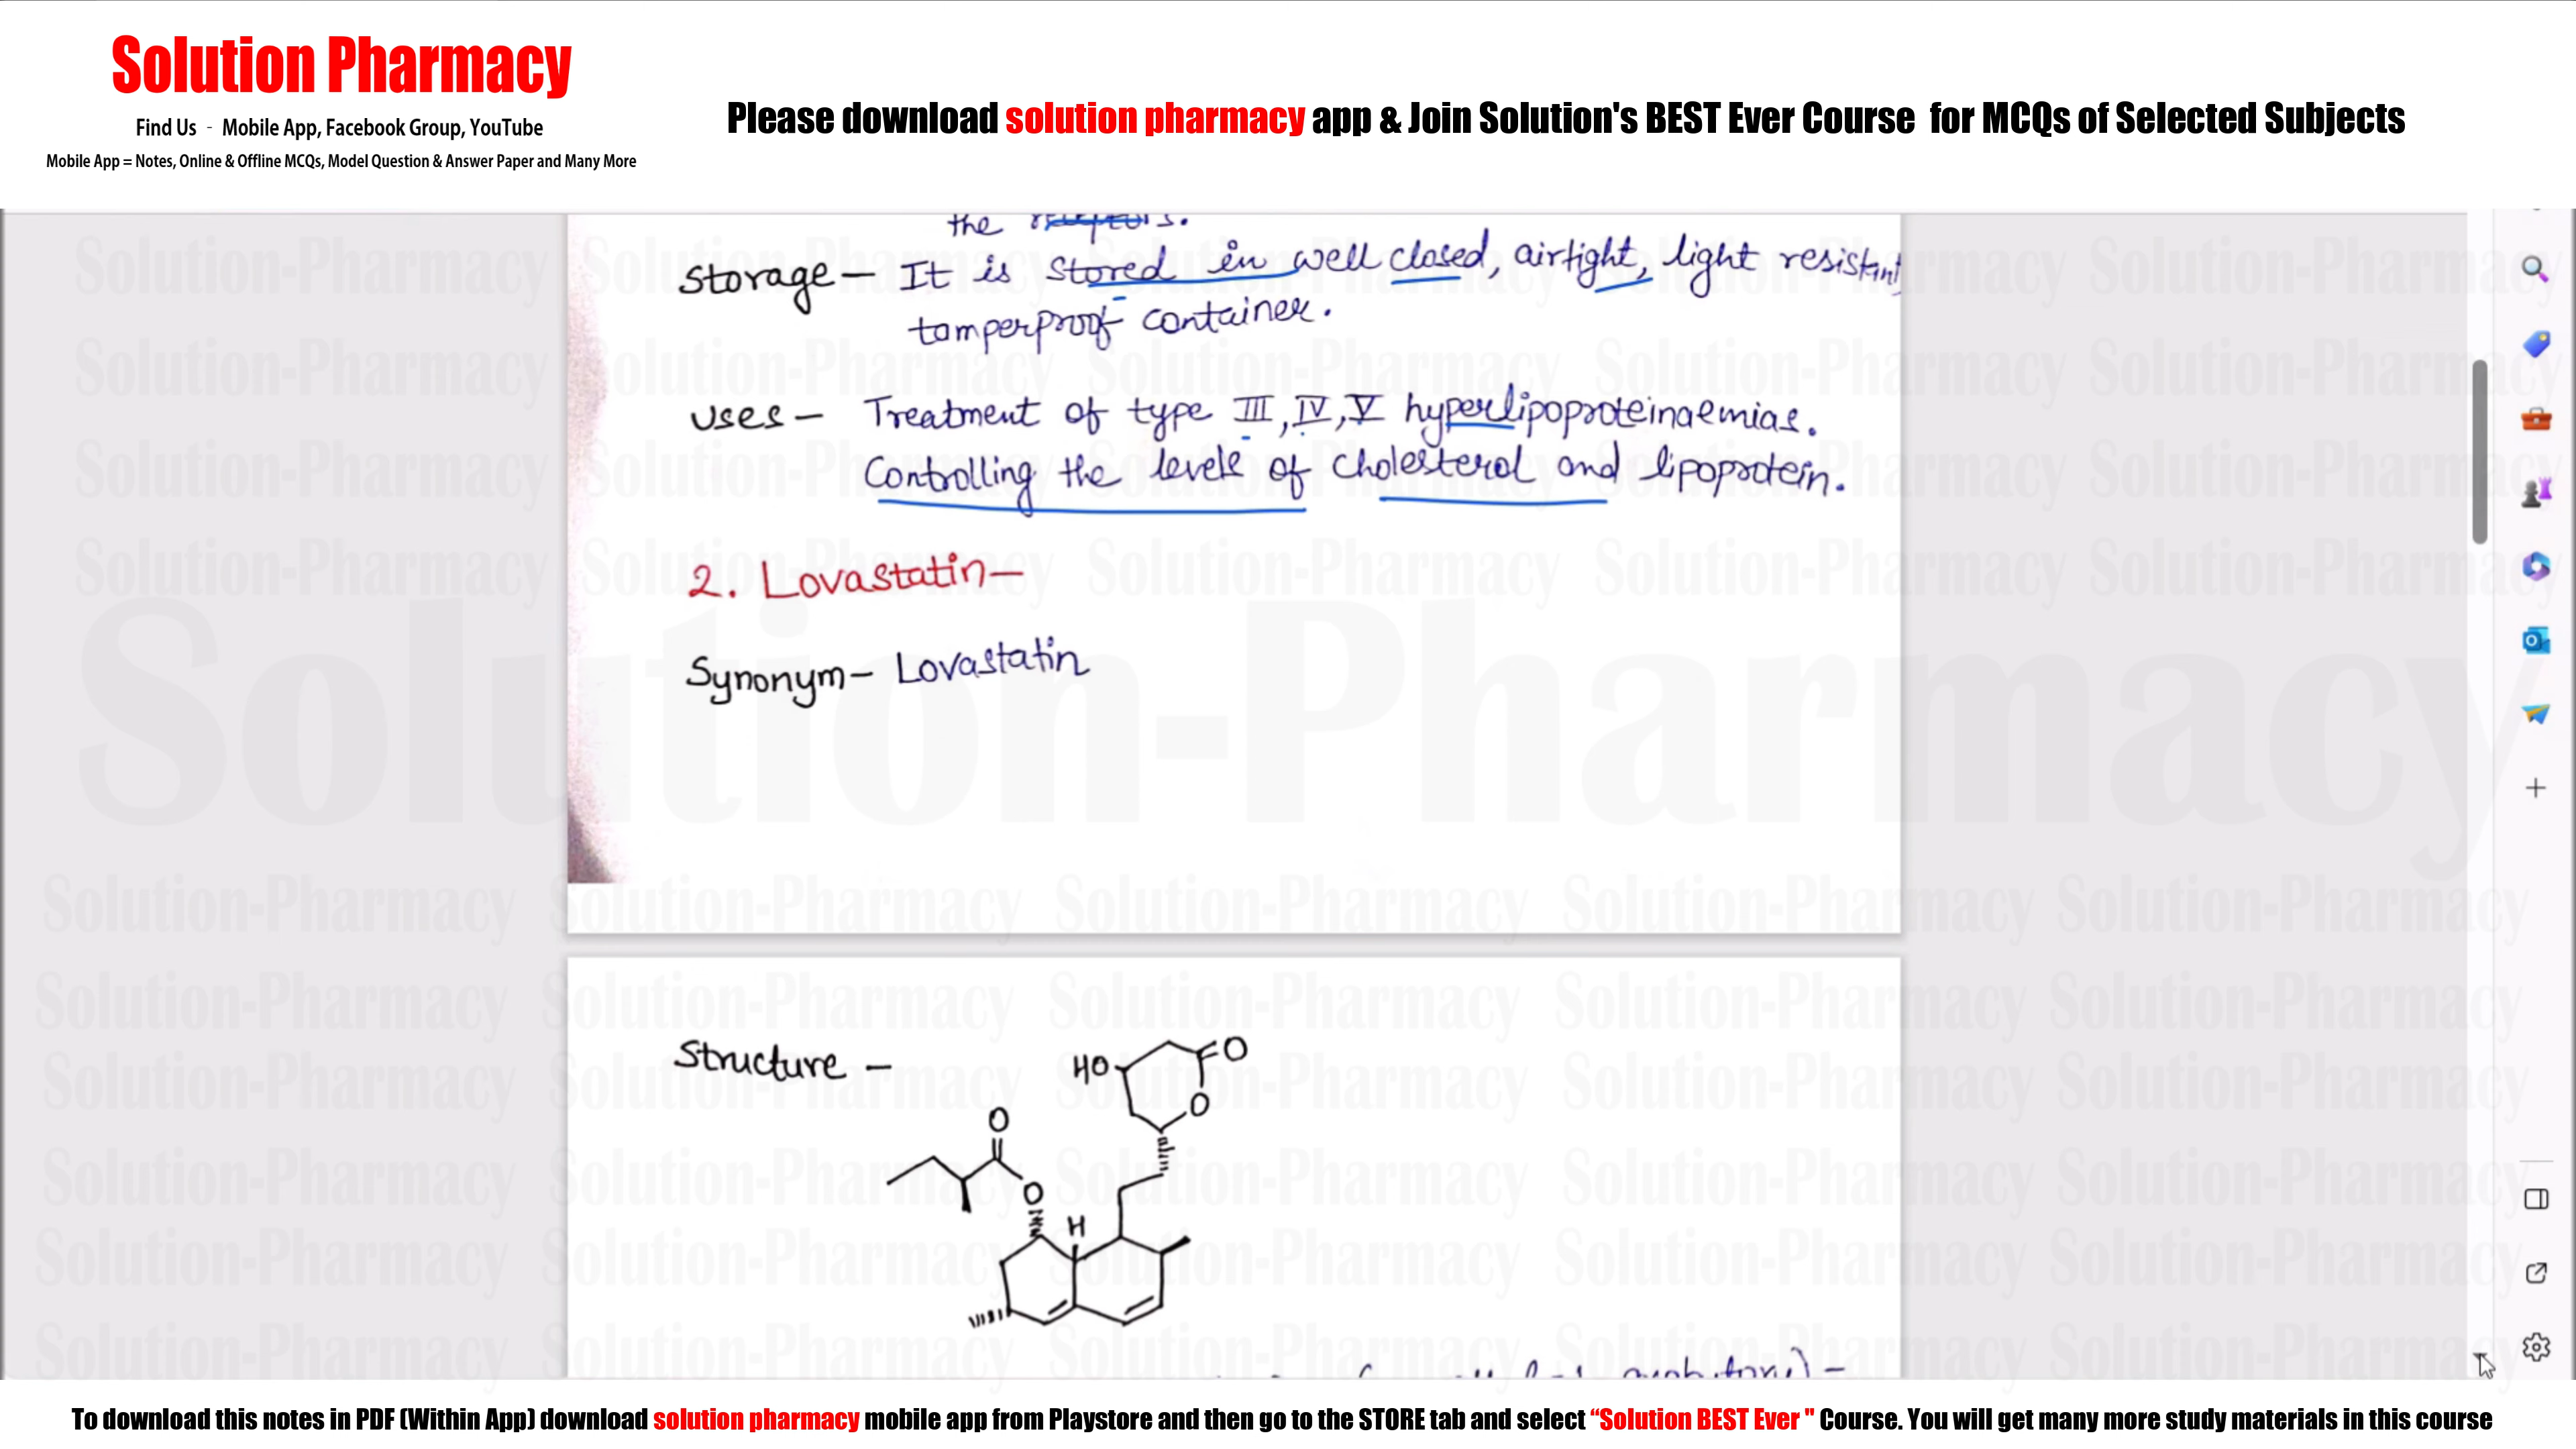 Solution Pharmacy
Find Us - Mobile App, Facebook Group, YouTube
Mobile App = Notes, Online & Offline MCQs, Model Question & Answer Paper and Many More
Please download solution pharmacy app & Join Solution's BEST Ever Course for MCQs of Selected Subjects
the receptors.
Storage – It is stored in well closed, airtight, light resistant
tamperproof container.
Uses – Treatment of type III, IV, V hyperlipoproteinaemias.
Controlling the levels of cholesterol and lipoprotein.
2. Lovastatin –
Synonym – Lovastatin
Structure –
HO
O
O
O
O
H
Solution-Pharmacy
To download this notes in PDF (Within App) download solution pharmacy mobile app from Playstore and then go to the STORE tab and select “Solution BEST Ever " Course. You will get many more study materials in this course